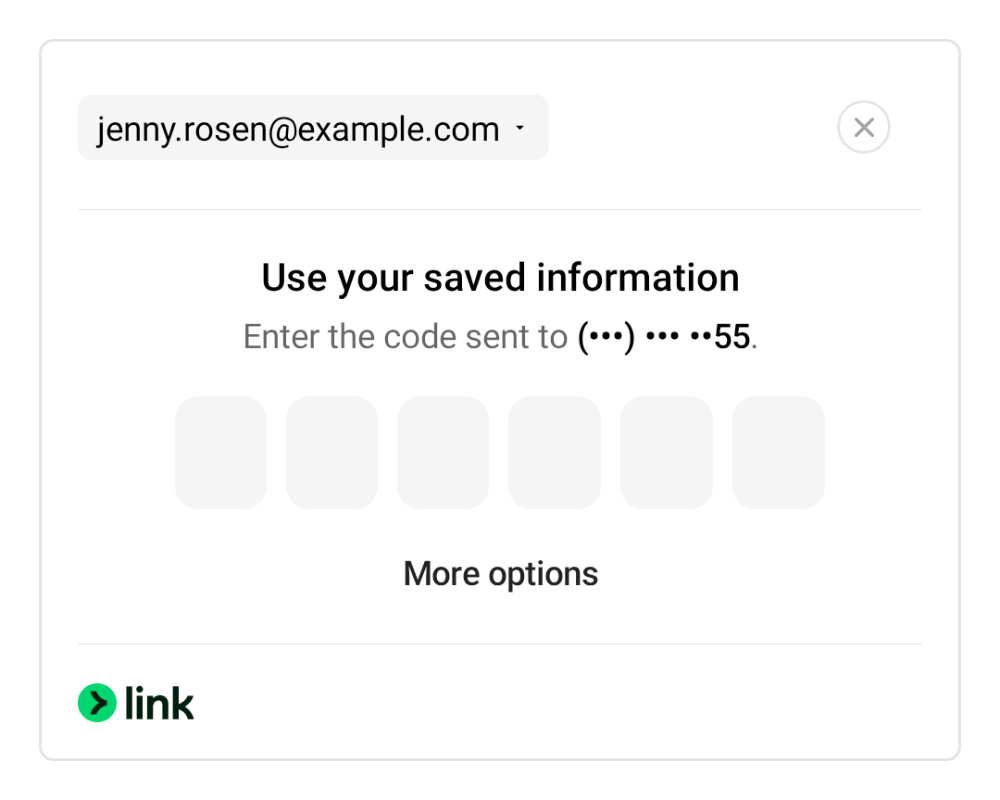 jenny.rosen@example.com
Use your saved information
Enter the code sent to (•••) ••• ••55.
More options
link